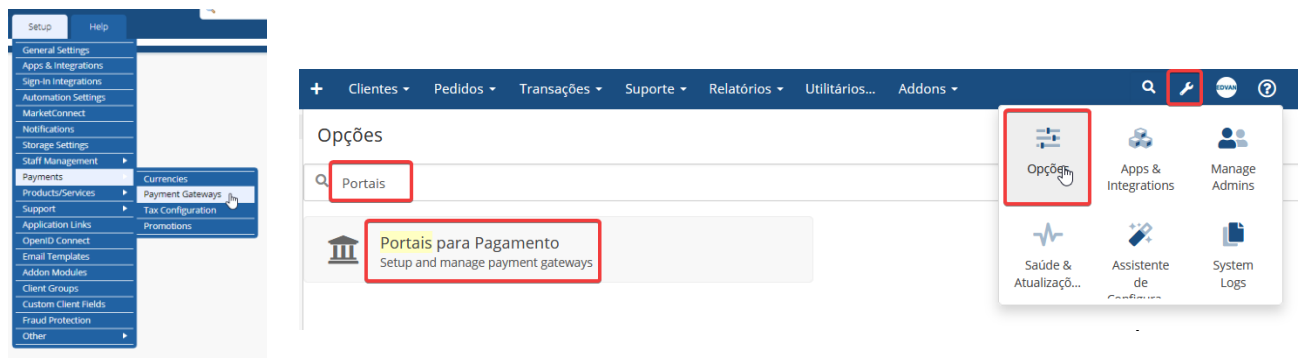 Setup Help
General Settings
Apps & Integrations
Sign-In Integrations
Automation Settings
MarketConnect
Notifications
Storage Settings
Staff Management
Payments
Products/Services
Support
Application Links
OpenID Connect
Email Templates
Addon Modules
Client Groups
Custom Client Fields
Fraud Protection
Other
Currencies
Payment Gateways
Tax Configuration
Promotions
Clientes Pedidos Transações Suporte Relatórios Utilitários... Addons
EDVAN
Opções
Portais
Portais para Pagamento
Setup and manage payment gateways
Opções
Apps &
Integrations
Manage
Admins
Saúde &
Atualizaçõ...
Assistente
de
Configura
System
Logs